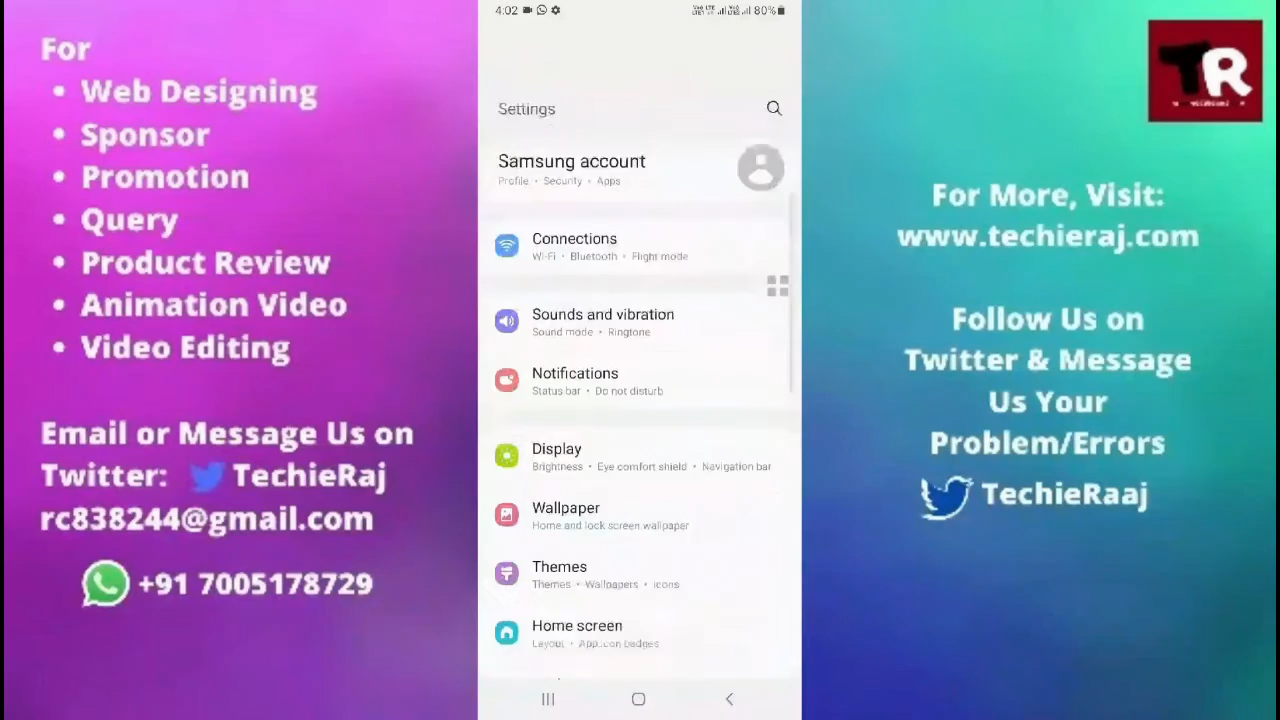 For
• Web Designing
• Sponsor
• Promotion
• Query
• Product Review
• Animation Video
• Video Editing
Email or Message Us on
Twitter: TechieRaj
rc838244@gmail.com
+91 7005178729
4:02
80%
Settings
Samsung account
Profile • Security • Apps
Connections
Wi-Fi • Bluetooth • Flight mode
Sounds and vibration
Sound mode • Ringtone
Notifications
Status bar • Do not disturb
Display
Brightness • Eye comfort shield • Navigation bar
Wallpaper
Home and lock screen wallpaper
Themes
Themes • Wallpapers • Icons
Home screen
Layout • App icon badges
TR
For More, Visit:
www.techieraj.com
Follow Us on
Twitter & Message
Us Your
Problem/Errors
TechieRaaj